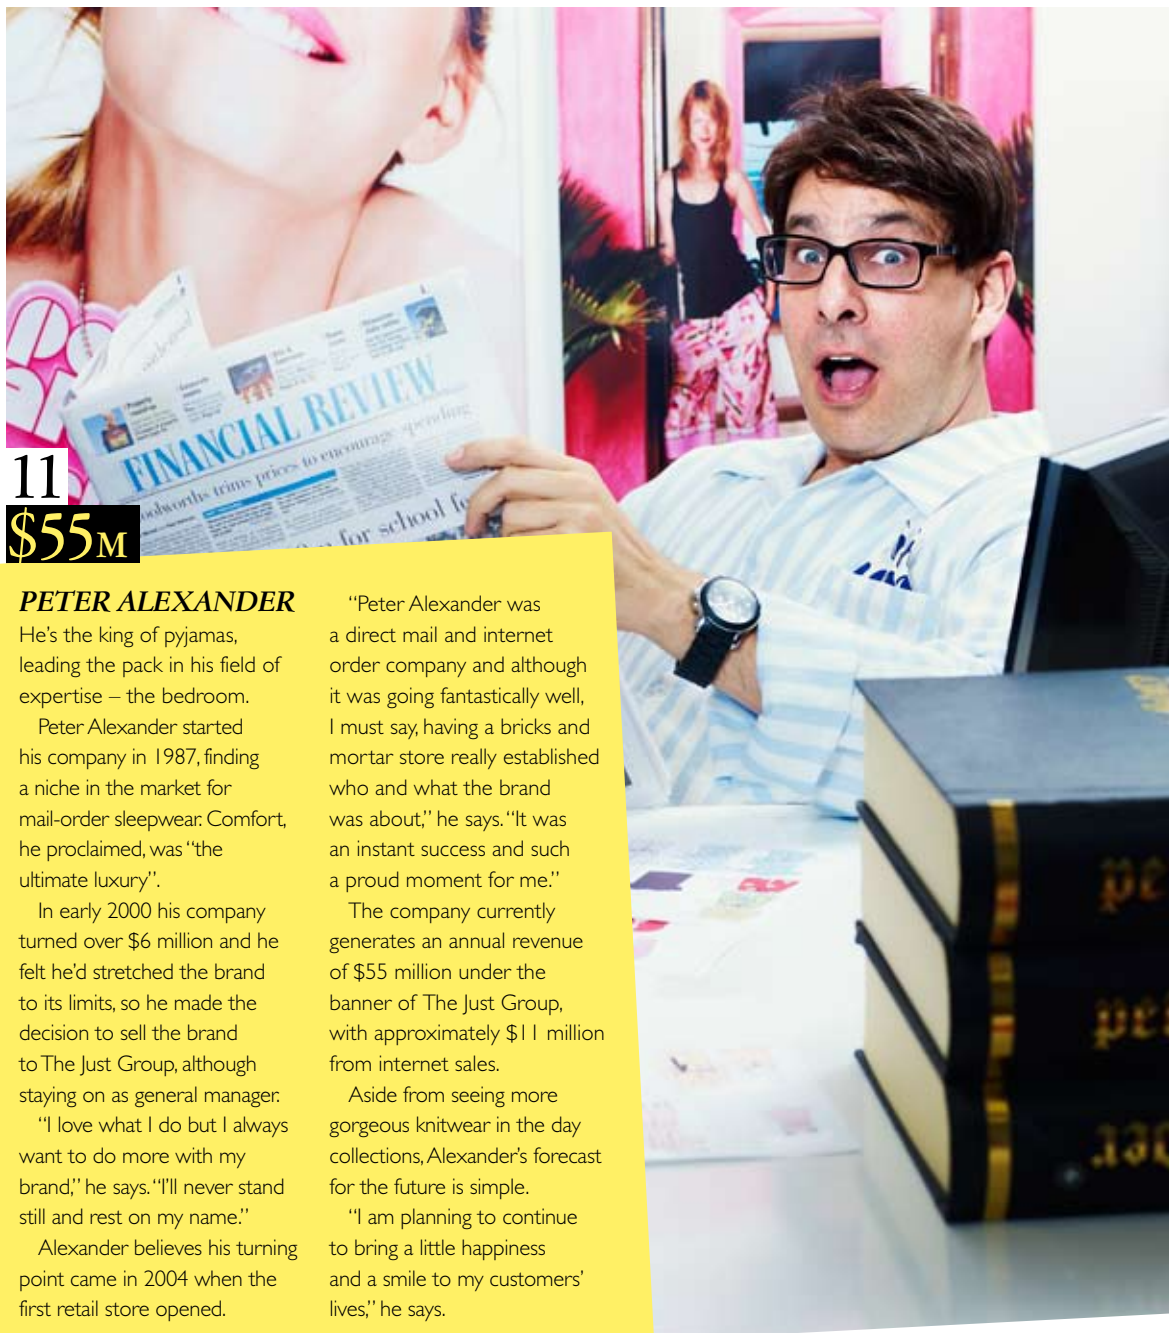 FINANCIAL REVIEW
trims prices to encourage spending
for school
11
$55M
PETER ALEXANDER
He’s the king of pyjamas,
leading the pack in his field of
expertise – the bedroom.
Peter Alexander started
his company in 1987, finding
a niche in the market for
mail-order sleepwear. Comfort,
he proclaimed, was “the
ultimate luxury”.
In early 2000 his company
turned over $6 million and he
felt he’d stretched the brand
to its limits, so he made the
decision to sell the brand
to The Just Group, although
staying on as general manager.
“I love what I do but I always
want to do more with my
brand,” he says. “I’ll never stand
still and rest on my name.”
Alexander believes his turning
point came in 2004 when the
first retail store opened.
“Peter Alexander was
a direct mail and internet
order company and although
it was going fantastically well,
I must say, having a bricks and
mortar store really established
who and what the brand
was about,” he says. “It was
an instant success and such
a proud moment for me.”
The company currently
generates an annual revenue
of $55 million under the
banner of The Just Group,
with approximately $11 million
from internet sales.
Aside from seeing more
gorgeous knitwear in the day
collections, Alexander’s forecast
for the future is simple.
“I am planning to continue
to bring a little happiness
and a smile to my customers’
lives,” he says.